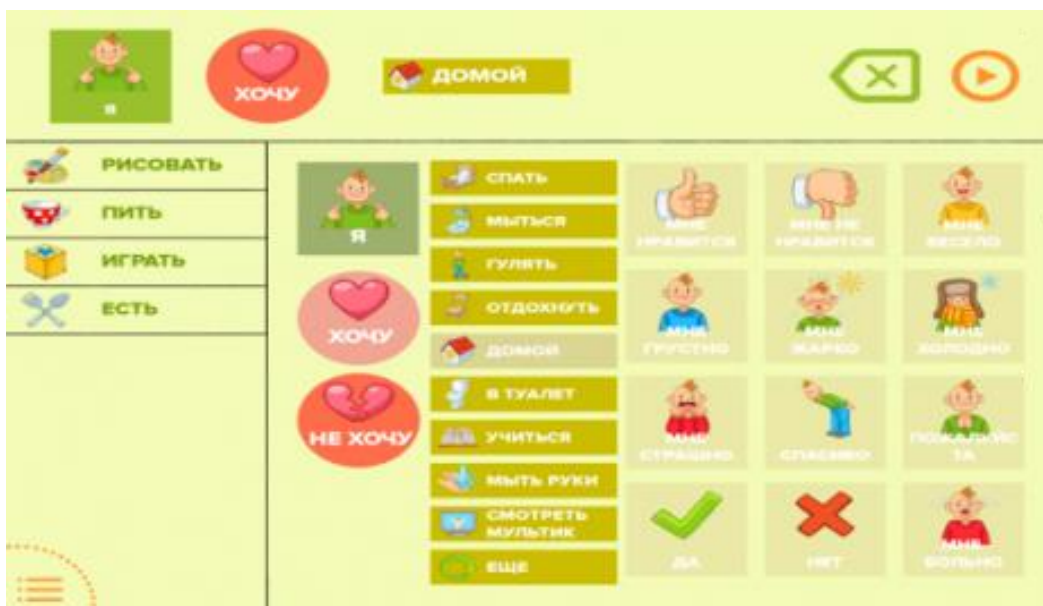 Я
ХОЧУ
ДОМОЙ
РИСОВАТЬ
ПИТЬ
ИГРАТЬ
ЕСТЬ
Я
ХОЧУ
НЕ ХОЧУ
СПАТЬ
МЫТЬСЯ
ГУЛЯТЬ
ОТДОХНУТЬ
ДОМОЙ
В ТУАЛЕТ
УЧИТЬСЯ
МЫТЬ РУКИ
СМОТРЕТЬ
МУЛЬТИК
ЕЩЕ
МНЕ
НРАВИТСЯ
МНЕ НЕ
НРАВИТСЯ
МНЕ
ВЕСЕЛО
МНЕ
ГРУСТНО
МНЕ
ЖАРКО
МНЕ
ХОЛОДНО
МНЕ
СТРАШНО
СПАСИБО
ПОЖАЛУЙС
ТА
ДА
НЕТ
МНЕ
БОЛЬНО